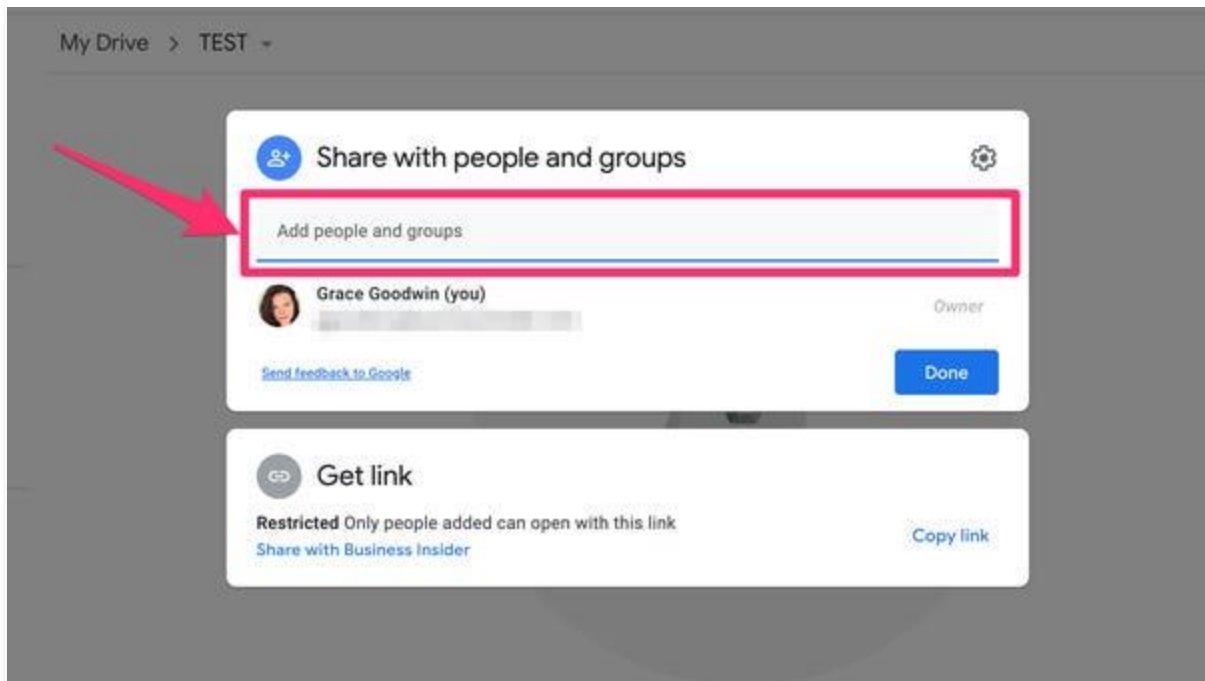 My Drive > TEST
Share with people and groups
Add people and groups
Grace Goodwin (you)
Owner
Send feedback to Google
Done
Get link
Restricted Only people added can open with this link
Share with Business Insider
Copy link